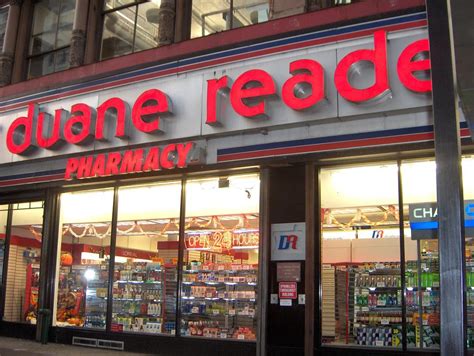 duane reade
PHARMACY
OPEN 24 HOURS
DR
CHA